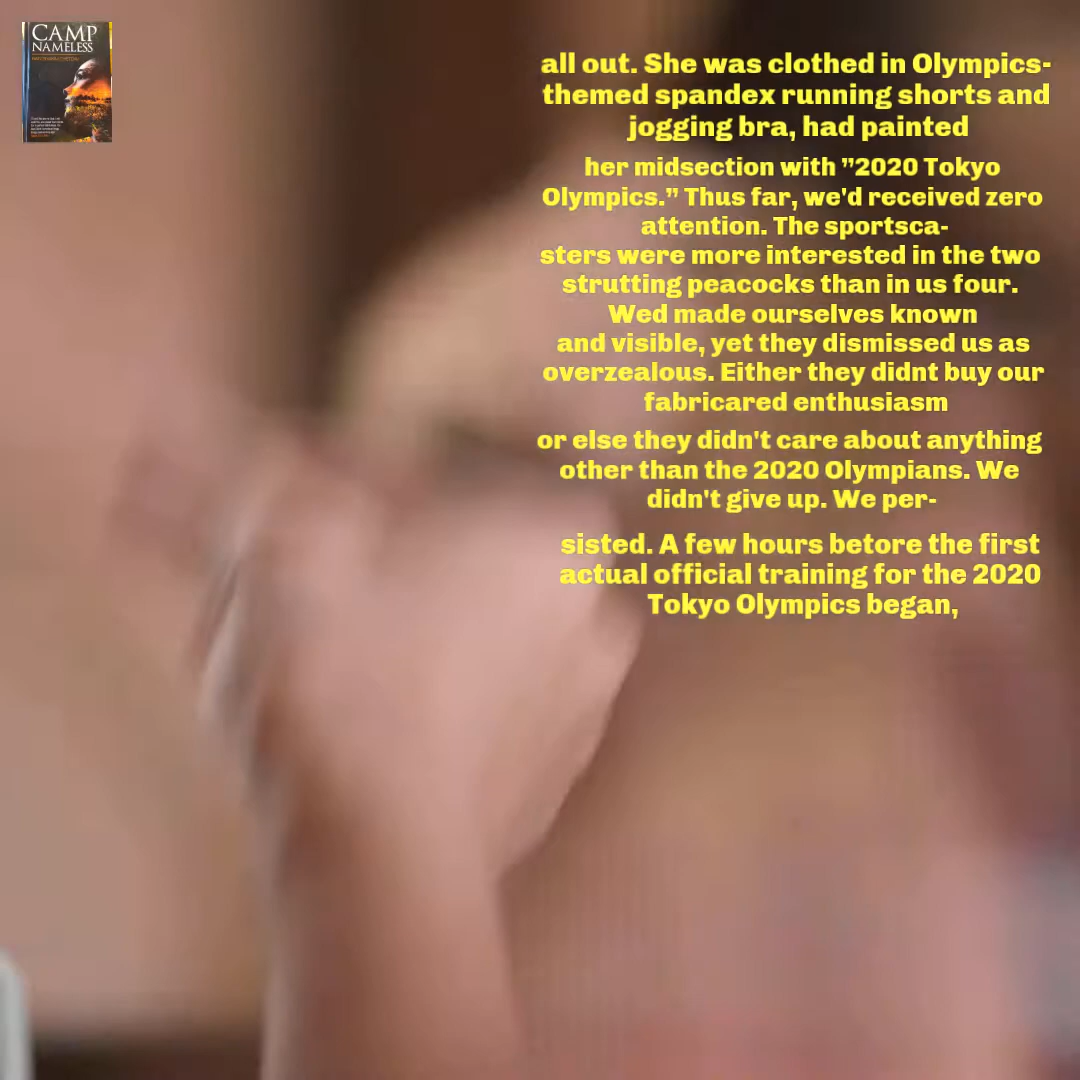 CAMP
NAMELESS
all out. She was clothed in Olympics-
themed spandex running shorts and
jogging bra, had painted
her midsection with ”2020 Tokyo
Olympics.” Thus far, we'd received zero
attention. The sportsca-
sters were more interested in the two
strutting peacocks than in us four.
Wed made ourselves known
and visible, yet they dismissed us as
overzealous. Either they didnt buy our
fabricared enthusiasm
or else they didn't care about anything
other than the 2020 Olympians. We
didn't give up. We per-
sisted. A few hours betore the first
actual official training for the 2020
Tokyo Olympics began,